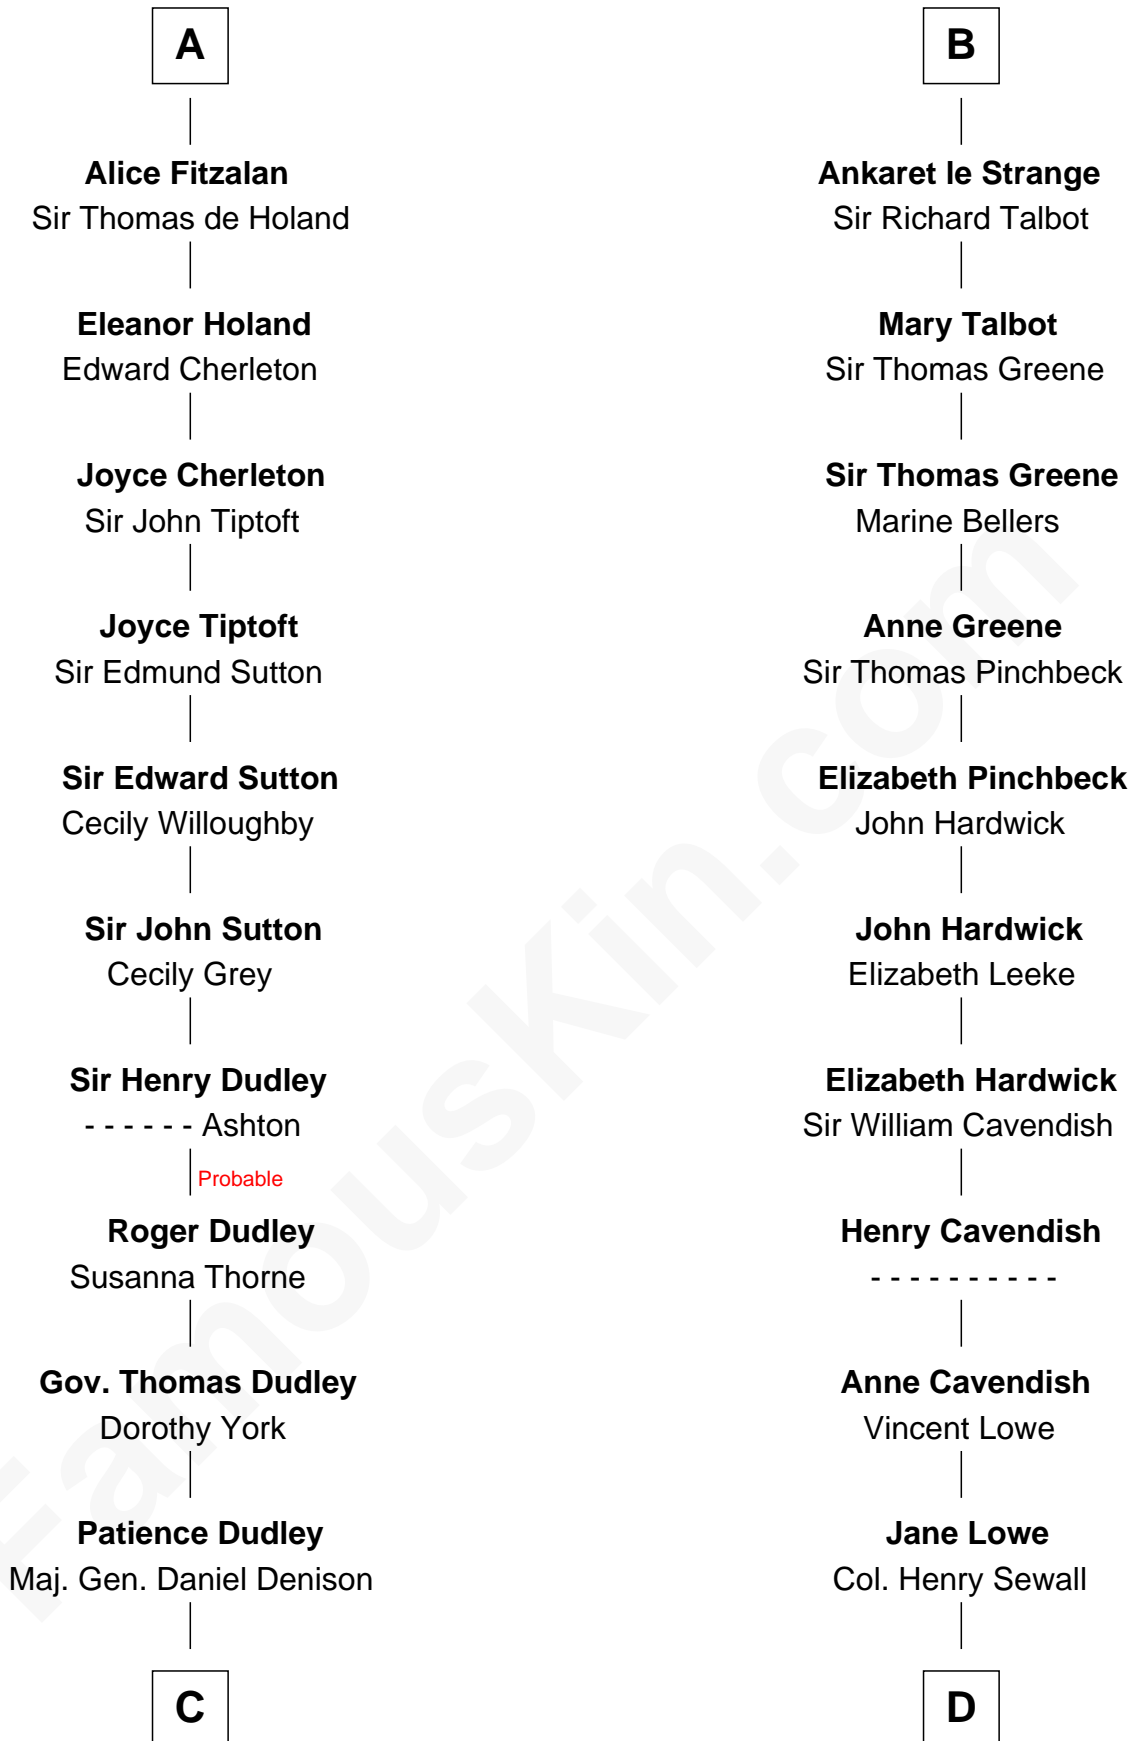 A
Alice Fitzalan
Sir Thomas de Holand
Eleanor Holand
Edward Cherleton
Joyce Cherleton
Sir John Tiptoft
Joyce Tiptoft
Sir Edmund Sutton
Sir Edward Sutton
Cecily Willoughby
Sir John Sutton
Cecily Grey
Sir Henry Dudley
- - - - - - Ashton
Probable
Roger Dudley
Susanna Thorne
Gov. Thomas Dudley
Dorothy York
Patience Dudley
Maj. Gen. Daniel Denison
C
B
Ankaret le Strange
Sir Richard Talbot
Mary Talbot
Sir Thomas Greene
Sir Thomas Greene
Marine Bellers
Anne Greene
Sir Thomas Pinchbeck
Elizabeth Pinchbeck
John Hardwick
John Hardwick
Elizabeth Leeke
Elizabeth Hardwick
Sir William Cavendish
Henry Cavendish
- - - - - - - - - -
Anne Cavendish
Vincent Lowe
Jane Lowe
Col. Henry Sewall
D
FamousKin.com